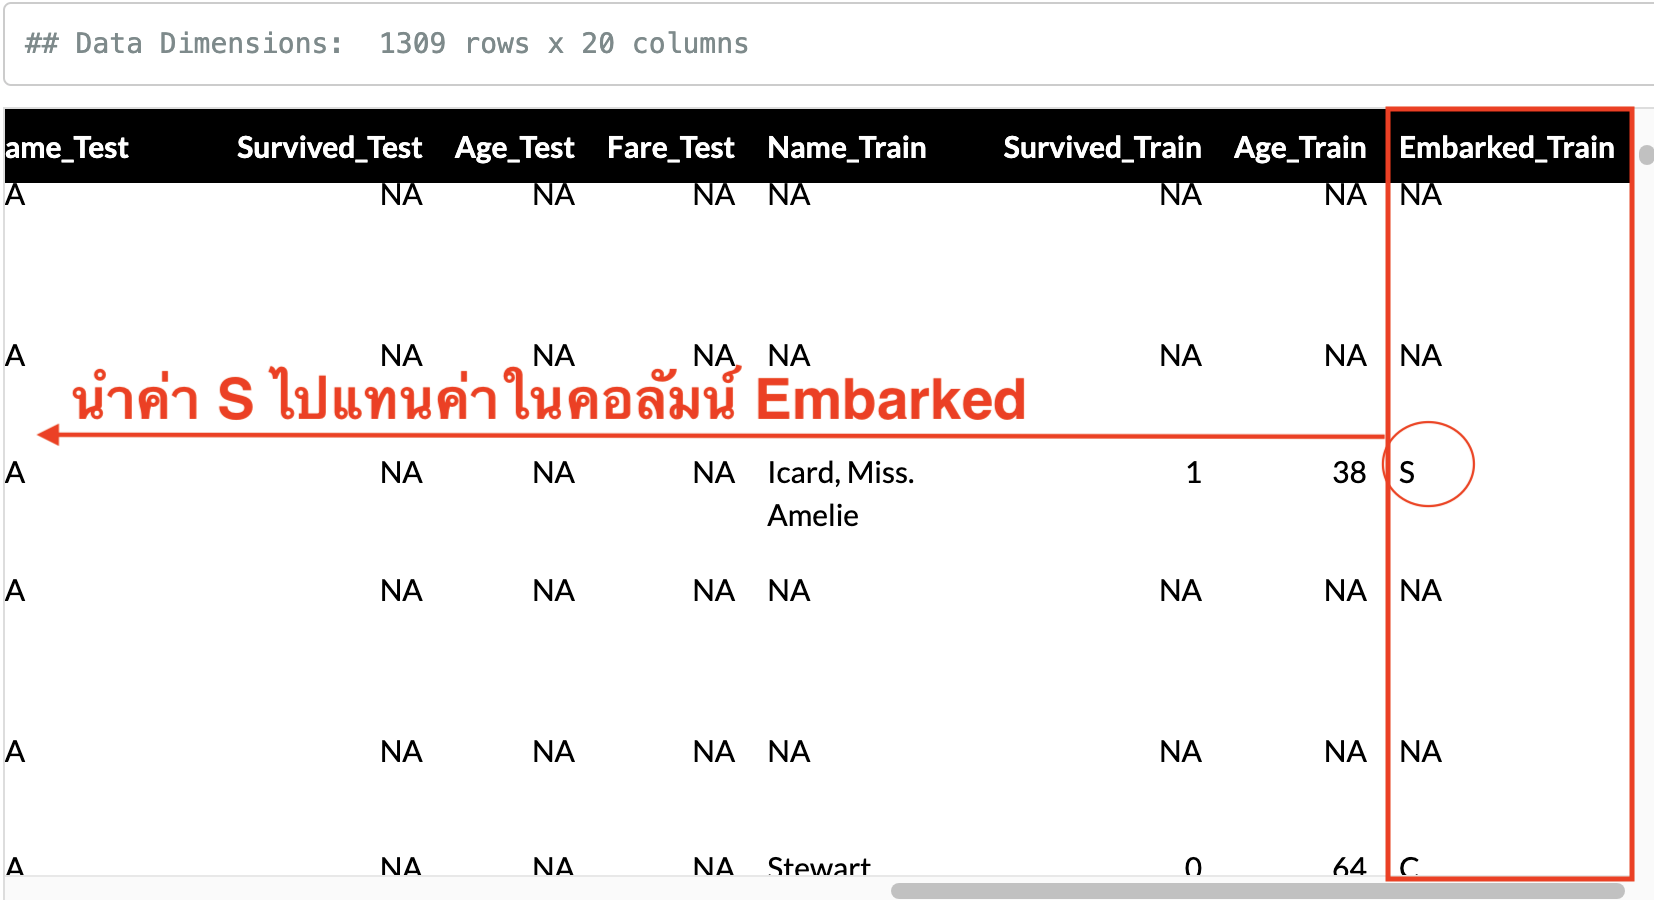 ## Data Dimensions:  1309 rows x 20 columns
ame_Test Survived_Test Age_Test Fare_Test Name_Train Survived_Train Age_Train Embarked_Train
A NA NA NA NA NA NA NA
A NA NA NA NA NA NA NA
นำค่า S ไปแทนค่าในคอลัมน์ Embarked
A NA NA NA Icard, Miss. 1 38 S
Amelie
A NA NA NA NA NA NA NA
A NA NA NA NA NA NA NA
A NA NA NA Stewart 0 64 C